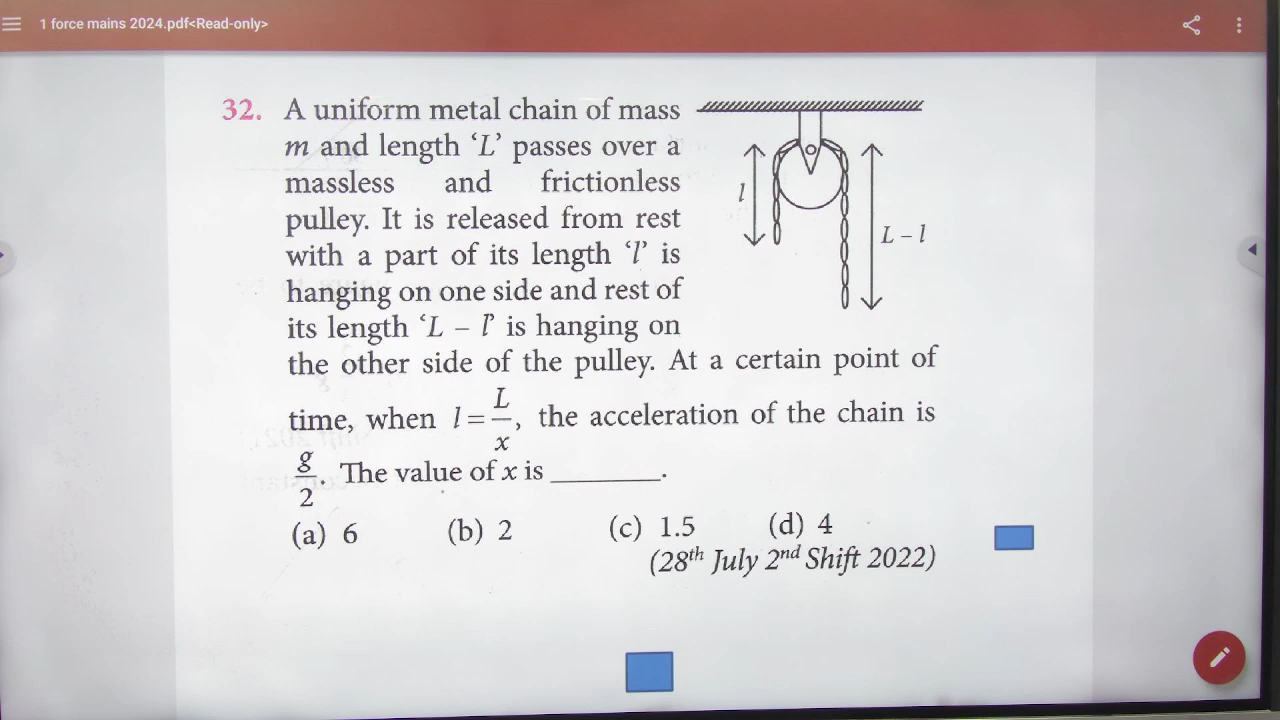 1 force mains 2024.pdf<Read-only>
32. A uniform metal chain of mass
m and length ‘L’ passes over a
massless and frictionless
pulley. It is released from rest
with a part of its length ‘l’ is
hanging on one side and rest of
its length ‘L – l’ is hanging on
the other side of the pulley. At a certain point of
time, when l = L/x, the acceleration of the chain is
g/2. The value of x is ________.
(a) 6 (b) 2 (c) 1.5 (d) 4
(28th July 2nd Shift 2022)
l
L – l